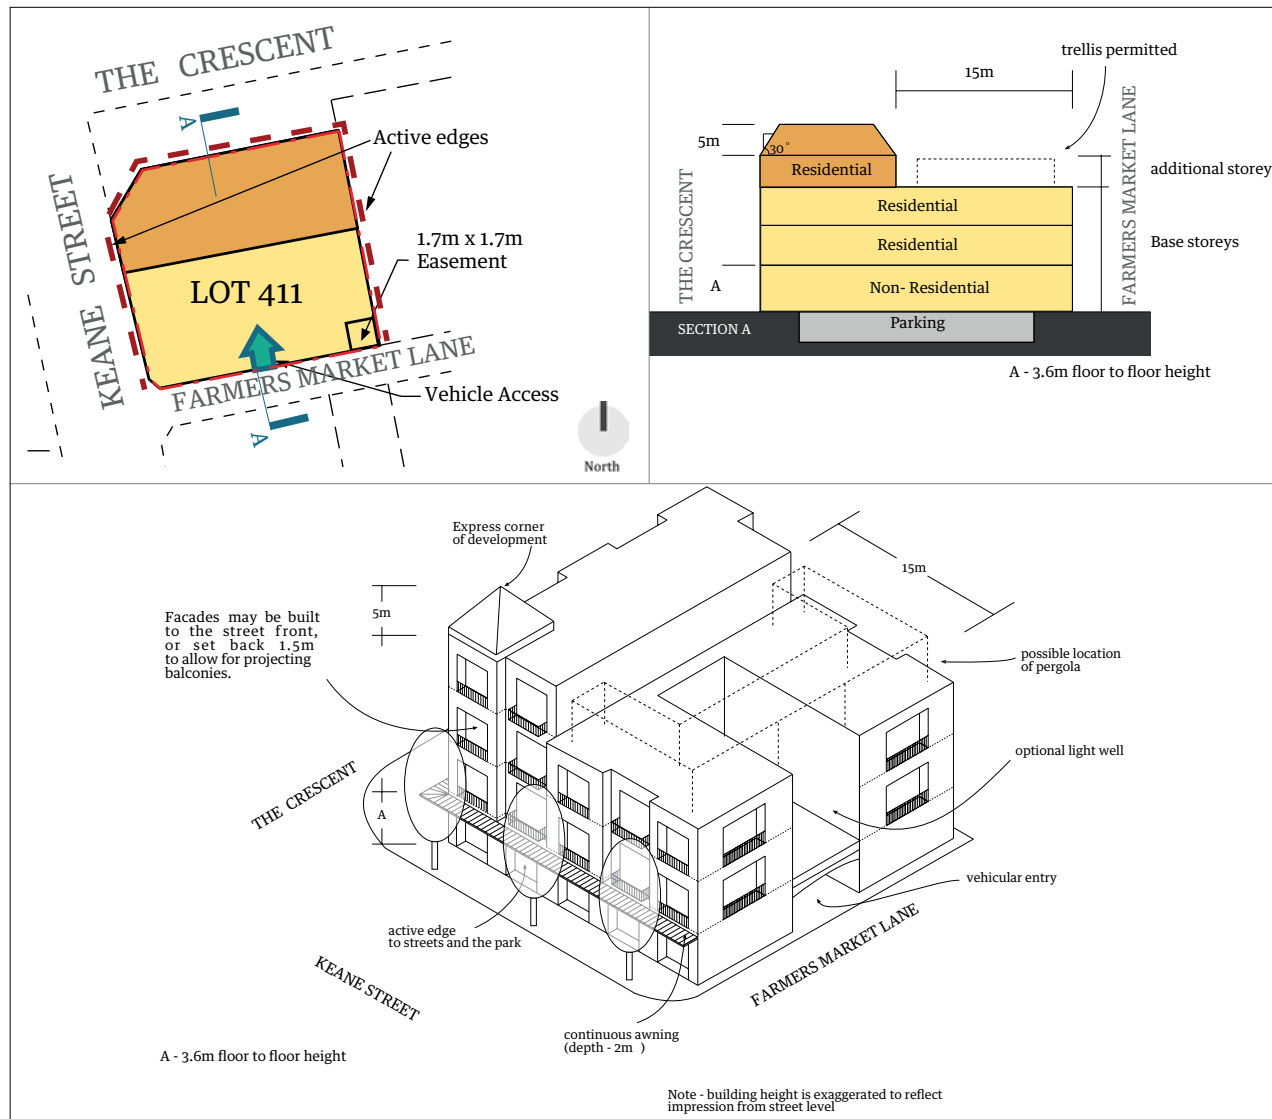 THE CRESCENT
A
Active edges
KEANE STREET
1.7m x 1.7m
Easement
LOT 411
FARMERS MARKET LANE
Vehicle Access
A
North
trellis permitted
15m
5m
30°
Residential
additional storey
Residential
Residential
Base storeys
THE CRESCENT
FARMERS MARKET LANE
A
Non- Residential
SECTION A
Parking
A - 3.6m floor to floor height
Express corner
of development
15m
5m
Facades may be built
to the street front,
or set back 1.5m
to allow for projecting
balconies.
possible location
of pergola
optional light well
THE CRESCENT
A
vehicular entry
active edge
to streets and the park
KEANE STREET
FARMERS MARKET LANE
continuous awning
(depth - 2m )
A - 3.6m floor to floor height
Note - building height is exaggerated to reflect
impression from street level